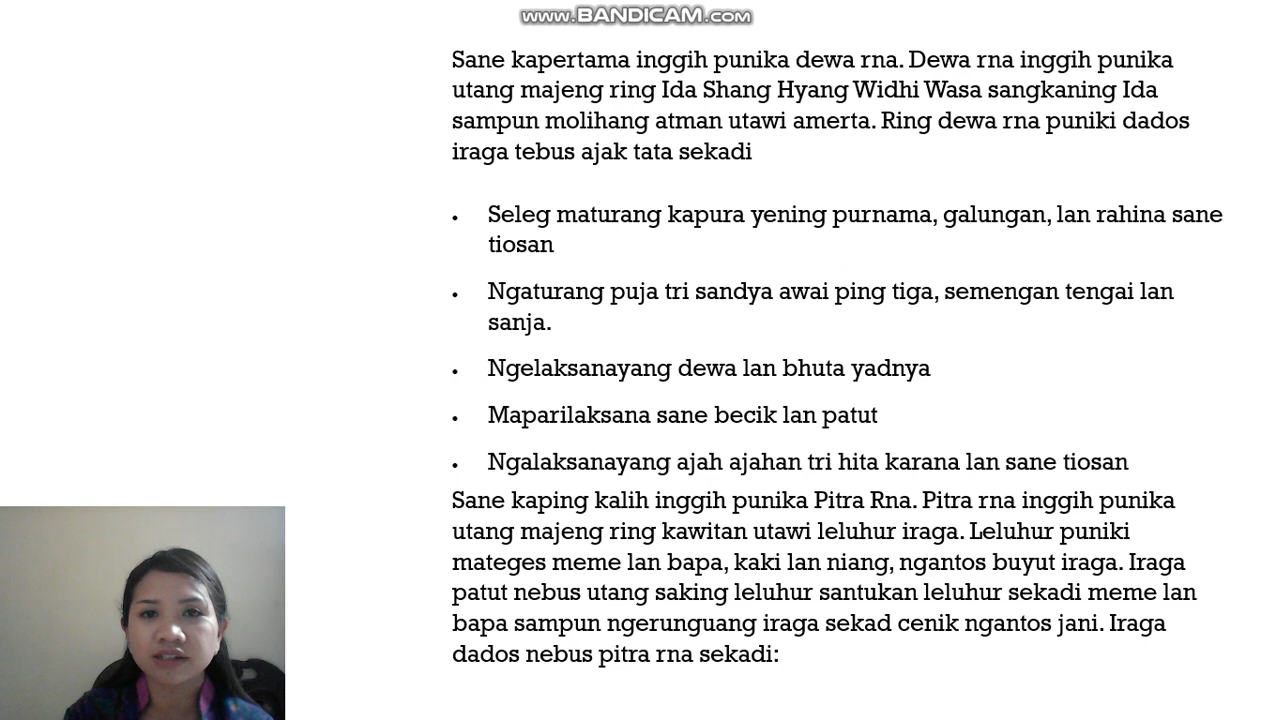 www.BANDICAM.com
Sane kapertama inggih punika dewa rna. Dewa rna inggih punika
utang majeng ring Ida Shang Hyang Widhi Wasa sangkaning Ida
sampun molihang atman utawi amerta. Ring dewa rna puniki dados
iraga tebus ajak tata sekadi
• Seleg maturang kapura yening purnama, galungan, lan rahina sane
tiosan
• Ngaturang puja tri sandya awai ping tiga, semengan tengai lan
sanja.
• Ngelaksanayang dewa lan bhuta yadnya
• Maparilaksana sane becik lan patut
• Ngalaksanayang ajah ajahan tri hita karana lan sane tiosan
Sane kaping kalih inggih punika Pitra Rna. Pitra rna inggih punika
utang majeng ring kawitan utawi leluhur iraga. Leluhur puniki
mateges meme lan bapa, kaki lan niang, ngantos buyut iraga. Iraga
patut nebus utang saking leluhur santukan leluhur sekadi meme lan
bapa sampun ngerunguang iraga sekad cenik ngantos jani. Iraga
dados nebus pitra rna sekadi: